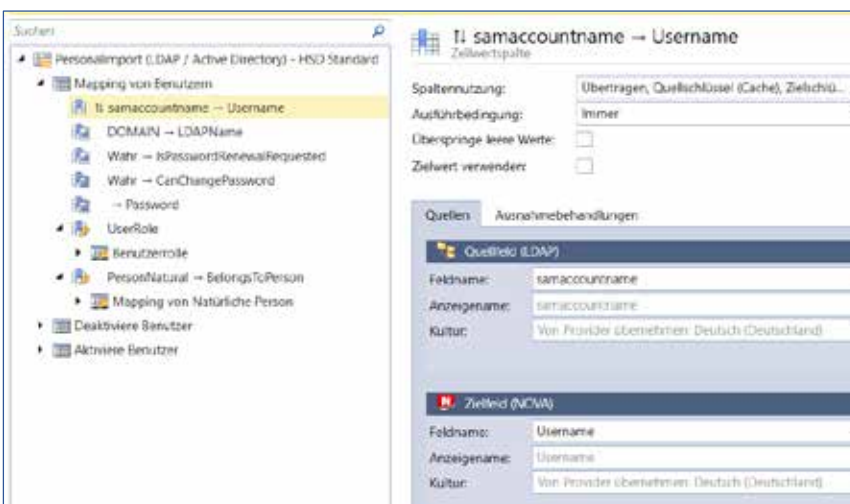 Suchen
Personalimport (LDAP / Active Directory) - HSD Standard
Mapping von Benutzern
↑↓ samaccountname → Username
DOMAIN → LDAPName
Wahr → IsPasswordRenewalRequested
Wahr → CanChangePassword
→ Password
UserRole
Benutzerrolle
PersonNatural → BelongsToPerson
Mapping von Natürliche Person
Deaktiviere Benutzer
Aktiviere Benutzer
↑↓ samaccountname → Username
Zellwertspalte
Spaltennutzung: Übertragen, Quellschlüssel (Cache), Zielschlü...
Ausführbedingung: Immer
Überspringe leere Werte:
Zielwert verwenden:
Quellen Ausnahmebehandlungen
Quellfeld (LDAP)
Feldname: samaccountname
Anzeigename: samaccountname
Kultur: Von Provider übernehmen: Deutsch (Deutschland)
Zielfeld (NOVA)
Feldname: Username
Anzeigename: Username
Kultur: Von Provider übernehmen: Deutsch (Deutschland)